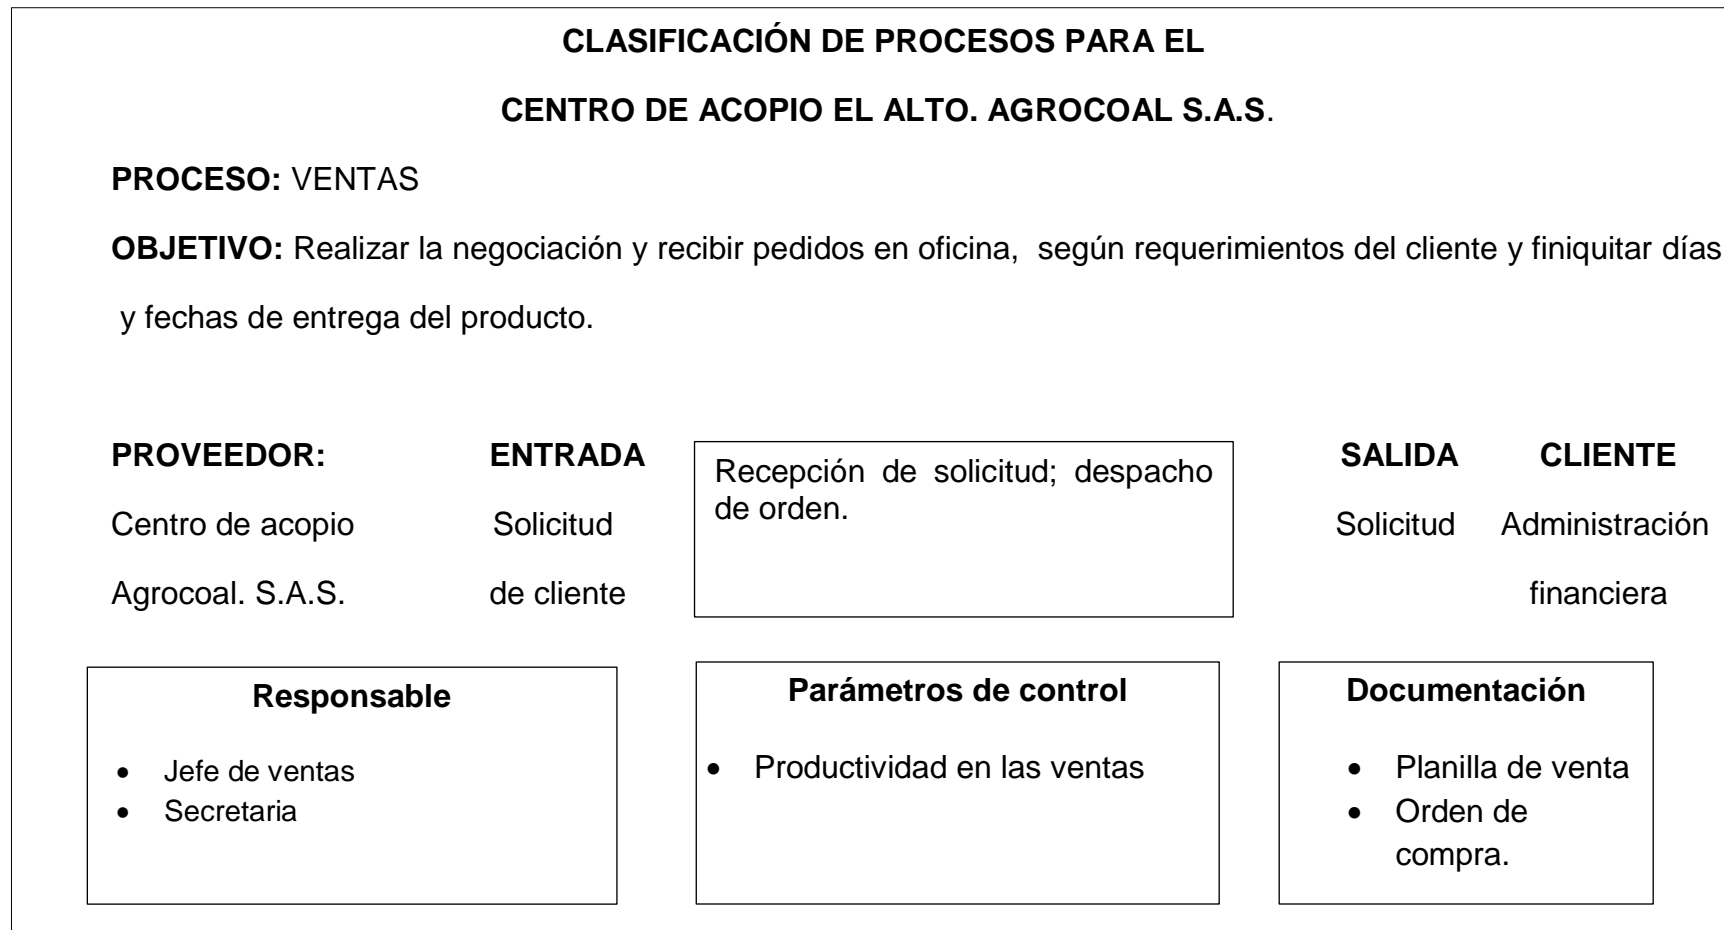 CLASIFICACIÓN DE PROCESOS PARA EL
CENTRO DE ACOPIO EL ALTO. AGROCOAL S.A.S.
PROCESO: VENTAS
OBJETIVO: Realizar la negociación y recibir pedidos en oficina, según requerimientos del cliente y finiquitar días
y fechas de entrega del producto.
PROVEEDOR:
Centro de acopio
Agrocoal. S.A.S.
ENTRADA
Solicitud
de cliente
Recepción de solicitud; despacho
de orden.
SALIDA
Solicitud
CLIENTE
Administración
financiera
Responsable
• Jefe de ventas
• Secretaria
Parámetros de control
• Productividad en las ventas
Documentación
• Planilla de venta
• Orden de
compra.